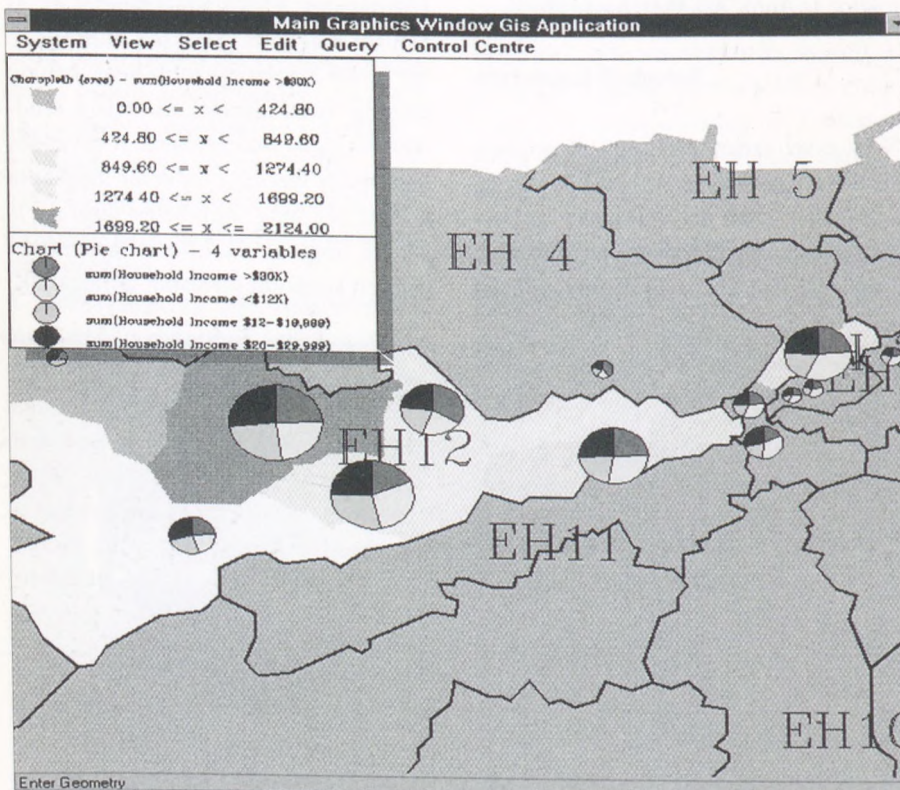 Main Graphics Window Gis Application
System View Select Edit Query Control Centre
Choropleth (area) - sum(Household Income >$30K)
0.00 <= x < 424.80
424.80 <= x < 849.60
849.60 <= x < 1274.40
1274.40 <= x < 1699.20
1699.20 <= x <= 2124.00
Chart (Pie chart) - 4 variables
sum(Household Income >$30K)
sum(Household Income <$12K)
sum(Household Income $12-$19,999)
sum(Household Income $20-$29,999)
EH 5
EH 4
EH12
EH11
Enter Geometry